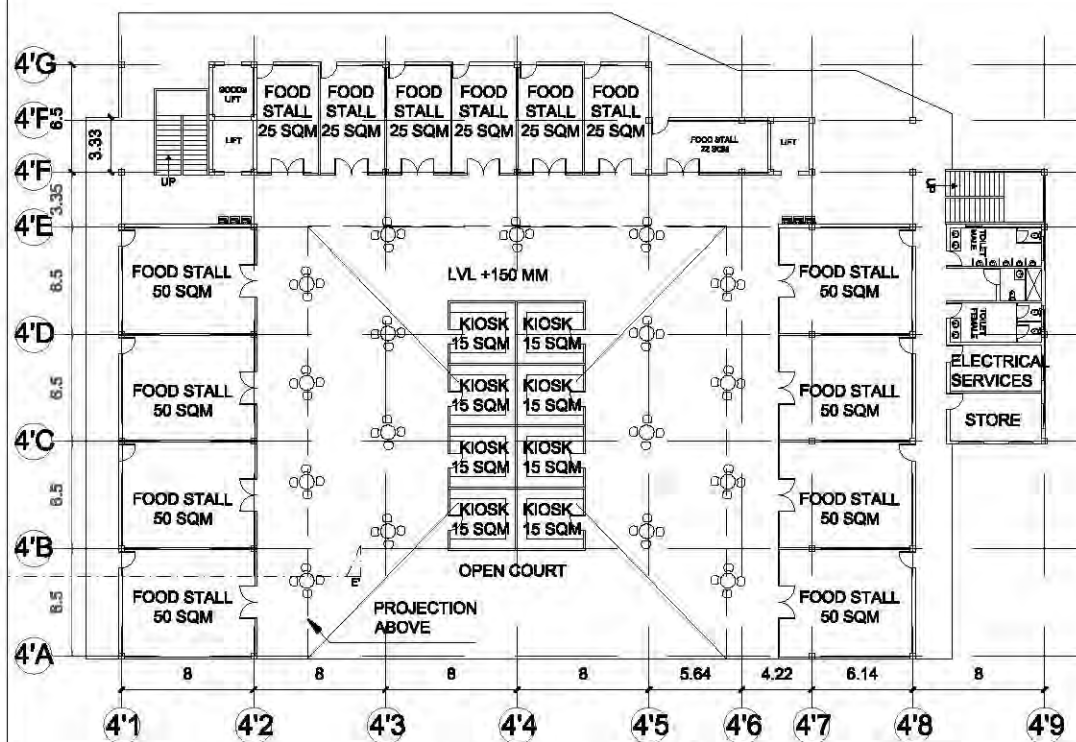 4'G
GOODS
LIFT
FOOD
STALL
25 SQM
FOOD
STALL
25 SQM
FOOD
STALL
25 SQM
FOOD
STALL
25 SQM
FOOD
STALL
25 SQM
FOOD
STALL
25 SQM
4'F'
6.5
3.33
LIFT
FOOD STALL
22 SQM
LIFT
4'F
UP
UP
3.35
4'E
TOILET
MALE
LVL +150 MM
FOOD STALL
50 SQM
FOOD STALL
50 SQM
6.5
TOILET
FEMALE
4'D
KIOSK
15 SQM
KIOSK
15 SQM
ELECTRICAL
SERVICES
6.5
FOOD STALL
50 SQM
KIOSK
15 SQM
KIOSK
15 SQM
FOOD STALL
50 SQM
STORE
4'C
KIOSK
15 SQM
KIOSK
15 SQM
6.5
FOOD STALL
50 SQM
KIOSK
15 SQM
KIOSK
15 SQM
FOOD STALL
50 SQM
4'B
OPEN COURT
E'
6.5
FOOD STALL
50 SQM
PROJECTION
ABOVE
FOOD STALL
50 SQM
4'A
8
8
8
8
5.64
4.22
6.14
8
4'1
4'2
4'3
4'4
4'5
4'6
4'7
4'8
4'9